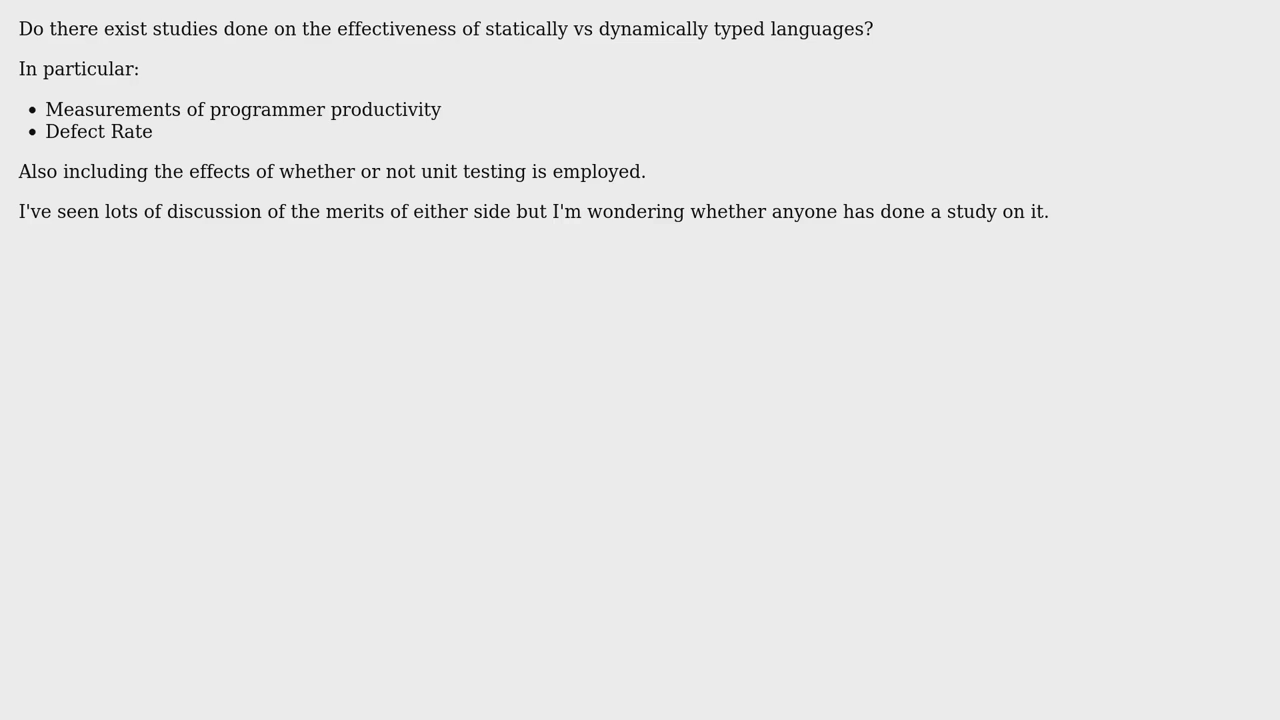 Do there exist studies done on the effectiveness of statically vs dynamically typed languages?
In particular:
• Measurements of programmer productivity
• Defect Rate
Also including the effects of whether or not unit testing is employed.
I've seen lots of discussion of the merits of either side but I'm wondering whether anyone has done a study on it.